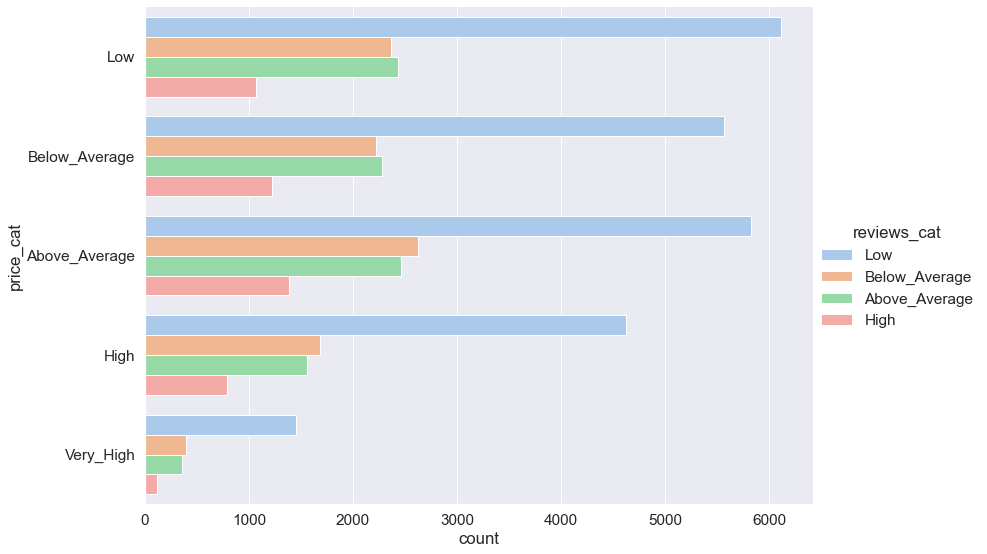 price_cat
Low
Below_Average
Above_Average
High
Very_High
0 1000 2000 3000 4000 5000 6000
count
reviews_cat
Low
Below_Average
Above_Average
High